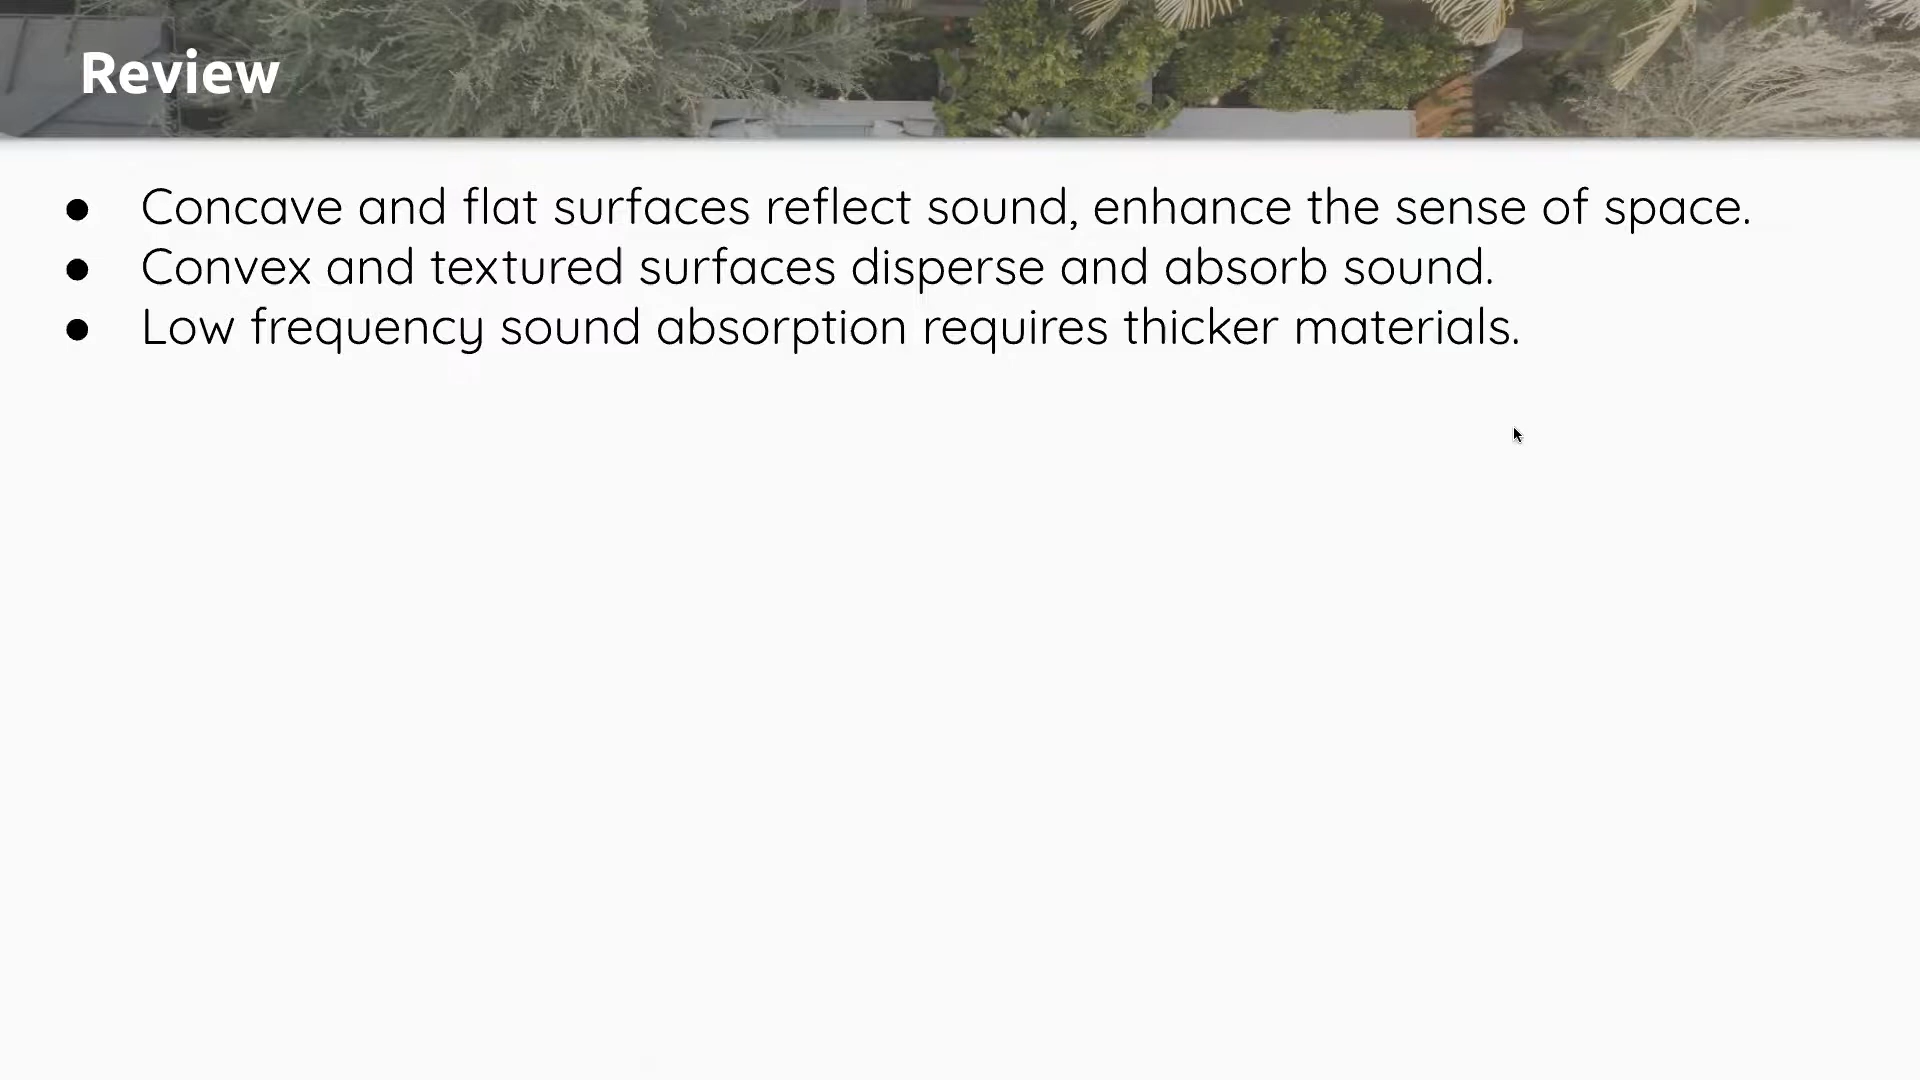 Review
● Concave and flat surfaces reflect sound, enhance the sense of space.
● Convex and textured surfaces disperse and absorb sound.
● Low frequency sound absorption requires thicker materials.